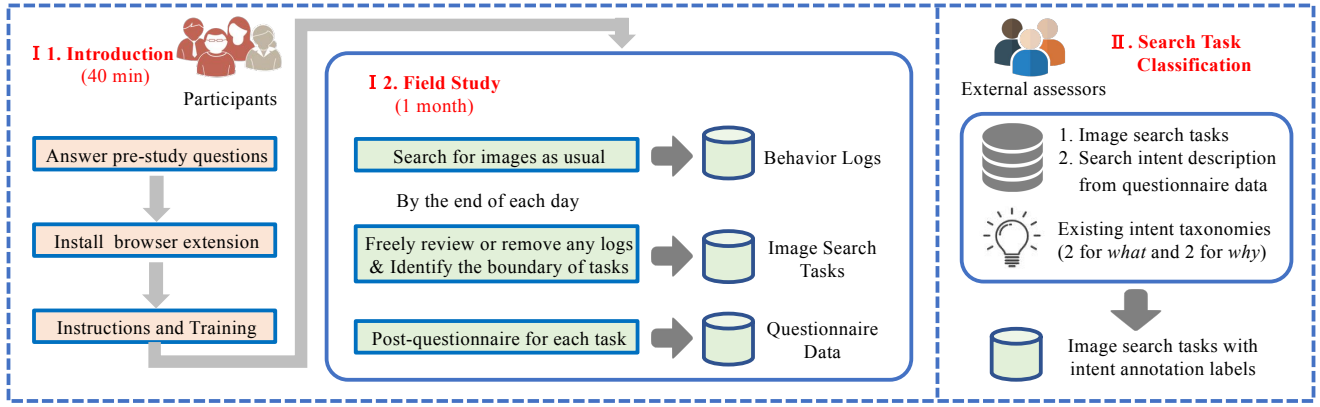 Ⅰ 1. Introduction
(40 min)
Participants
Answer pre-study questions
Install browser extension
Instructions and Training
Ⅰ 2. Field Study
(1 month)
Search for images as usual
Behavior Logs
By the end of each day
Freely review or remove any logs
& Identify the boundary of tasks
Image Search
Tasks
Post-questionnaire for each task
Questionnaire
Data
Ⅱ. Search Task
Classification
External assessors
1. Image search tasks
2. Search intent description
from questionnaire data
Existing intent taxonomies
(2 for what and 2 for why)
Image search tasks with
intent annotation labels